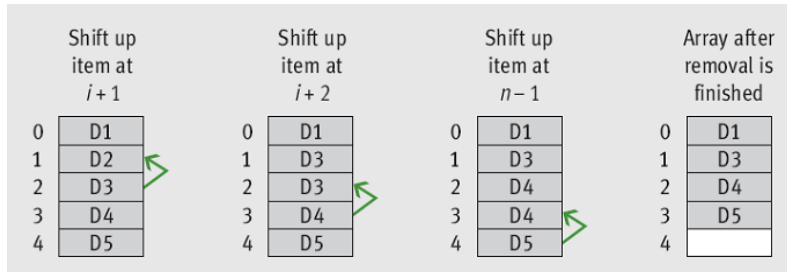 Shift up
item at
i + 1
0 D1
1 D2
2 D3
3 D4
4 D5
Shift up
item at
i + 2
0 D1
1 D3
2 D3
3 D4
4 D5
Shift up
item at
n – 1
0 D1
1 D3
2 D4
3 D4
4 D5
Array after
removal is
finished
0 D1
1 D3
2 D4
3 D5
4